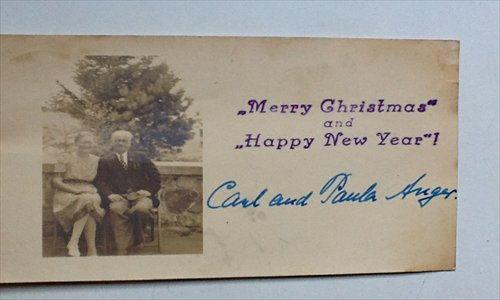 „Merry Christmas“
and
„Happy New Year“!
Carl and Paula Anger.